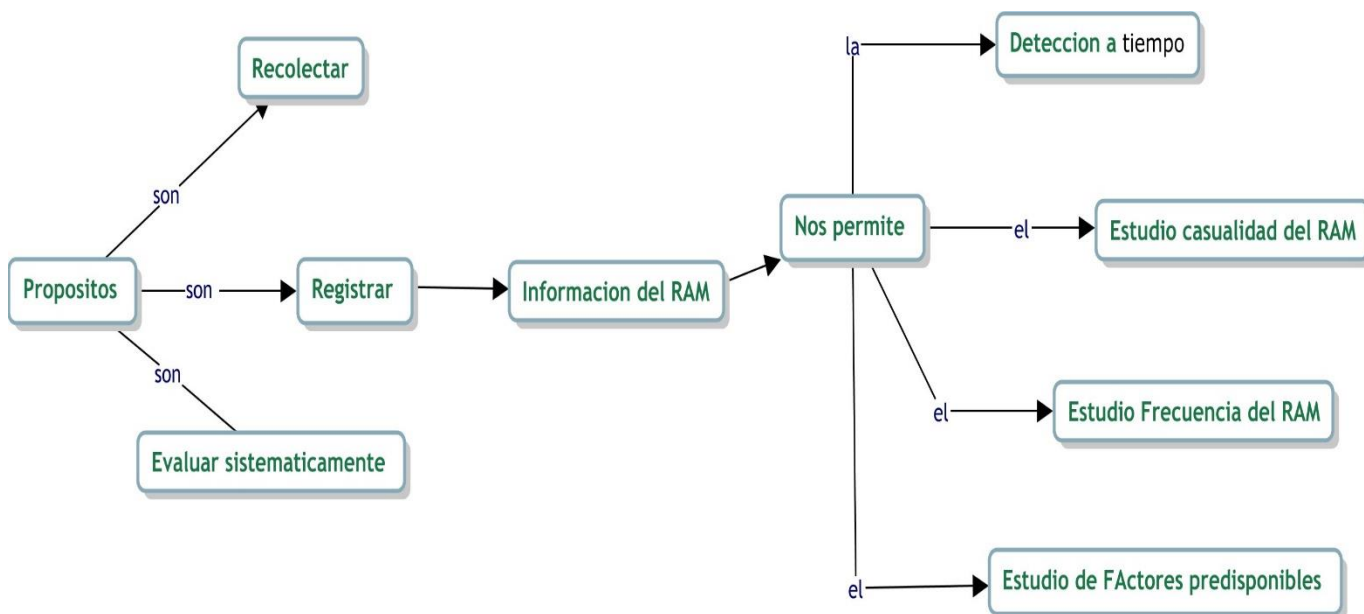 Recolectar
son
Propositos
son
Registrar
son
Evaluar sistematicamente
Informacion del RAM
Nos permite
la
Deteccion a tiempo
el
Estudio casualidad del RAM
el
Estudio Frecuencia del RAM
el
Estudio de FActores predisponibles